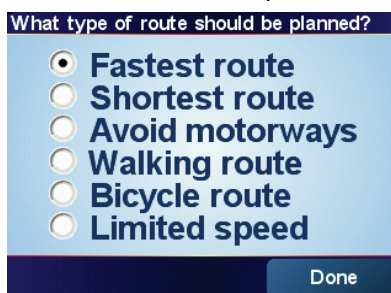 What type of route should be planned?
Fastest route
Shortest route
Avoid motorways
Walking route
Bicycle route
Limited speed
Done